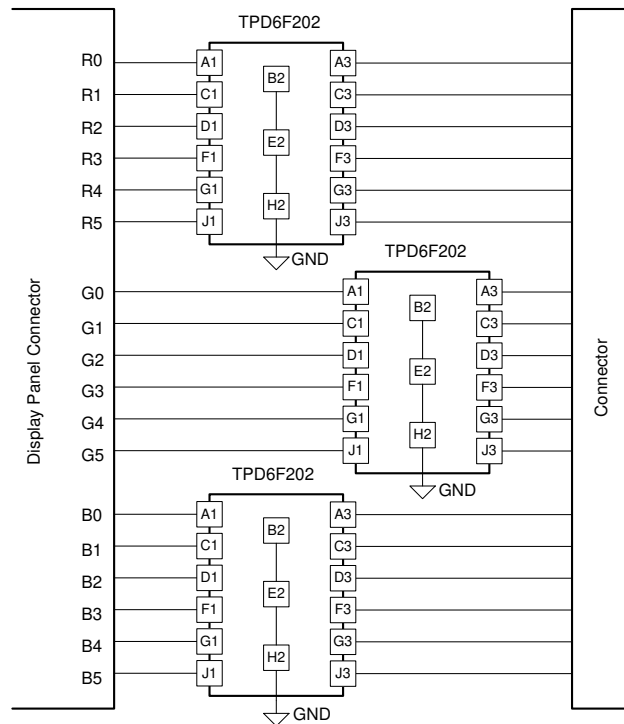 TPD6F202
R0 A1 B2 A3
R1 C1 C3
R2 D1 E2 D3
R3 F1 F3
R4 G1 H2 G3
R5 J1 J3
GND
TPD6F202
G0 A1 B2 A3
G1 C1 C3
G2 D1 E2 D3
G3 F1 F3
G4 G1 H2 G3
G5 J1 J3
GND
TPD6F202
B0 A1 B2 A3
B1 C1 C3
B2 D1 E2 D3
B3 F1 F3
B4 G1 H2 G3
B5 J1 J3
GND
Display Panel Connector
Connector